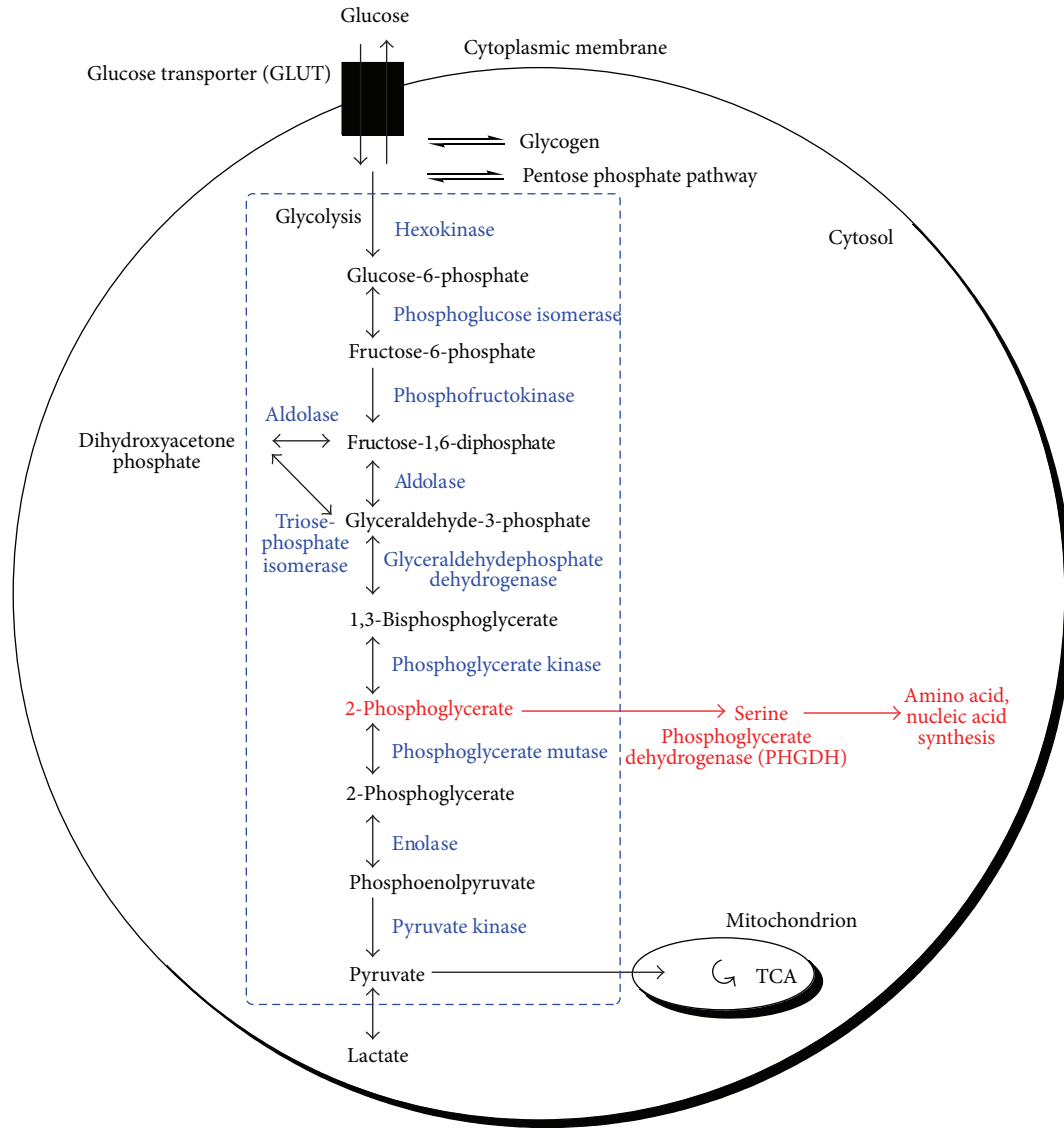 Glucose
Cytoplasmic membrane
Glucose transporter (GLUT)
Glycogen
Pentose phosphate pathway
Glycolysis
Hexokinase
Cytosol
Glucose-6-phosphate
Phosphoglucose isomerase
Fructose-6-phosphate
Phosphofructokinase
Aldolase
Dihydroxyacetone
phosphate
Fructose-1,6-diphosphate
Aldolase
Triose-
phosphate
isomerase
Glyceraldehyde-3-phosphate
Glyceraldehydephosphate
dehydrogenase
1,3-Bisphosphoglycerate
Phosphoglycerate kinase
2-Phosphoglycerate
Serine
Phosphoglycerate
dehydrogenase (PHGDH)
Amino acid,
nucleic acid
synthesis
Phosphoglycerate mutase
2-Phosphoglycerate
Enolase
Phosphoenolpyruvate
Pyruvate kinase
Mitochondrion
Pyruvate
TCA
Lactate